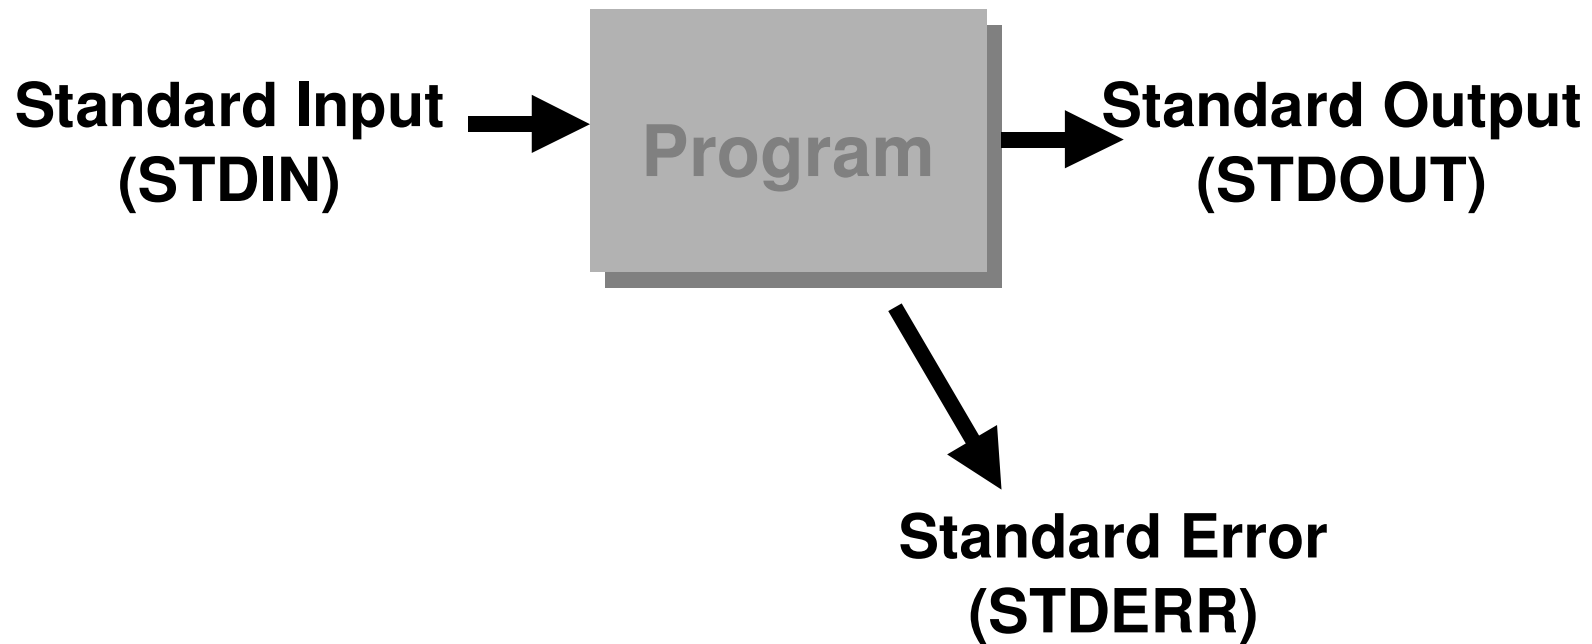 Standard Input
(STDIN)
Program
Standard Output
(STDOUT)
Standard Error
(STDERR)